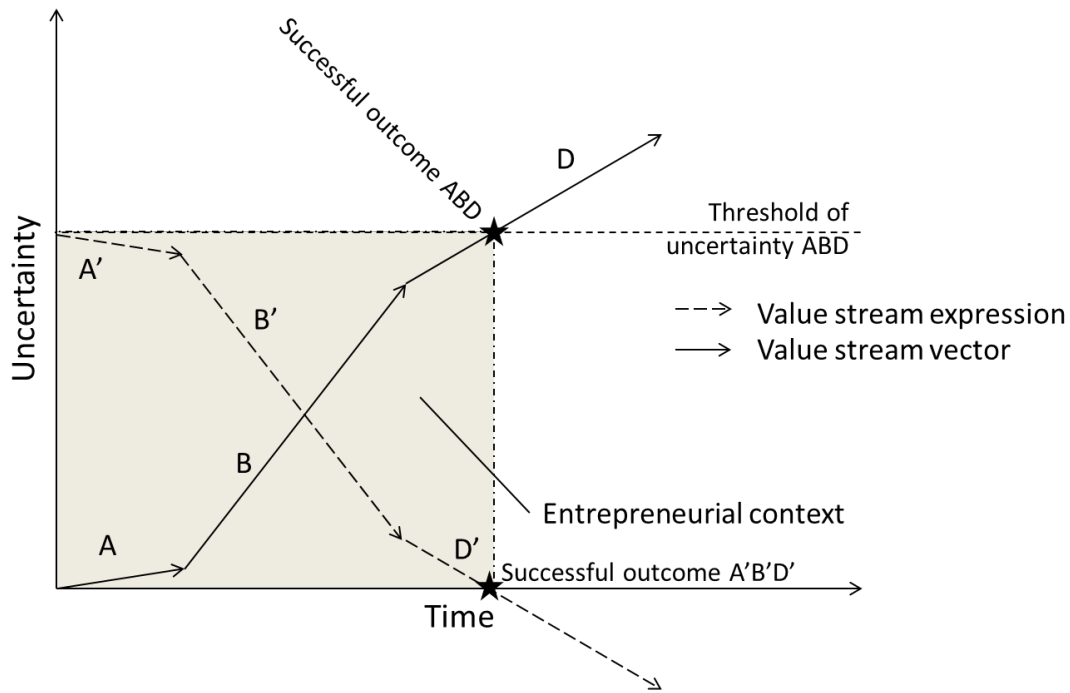 Successful outcome ABD
D
Threshold of
uncertainty ABD
A’
B’
Value stream expression
Value stream vector
Uncertainty
B
Entrepreneurial context
A
D’
Successful outcome A’B’D’
Time